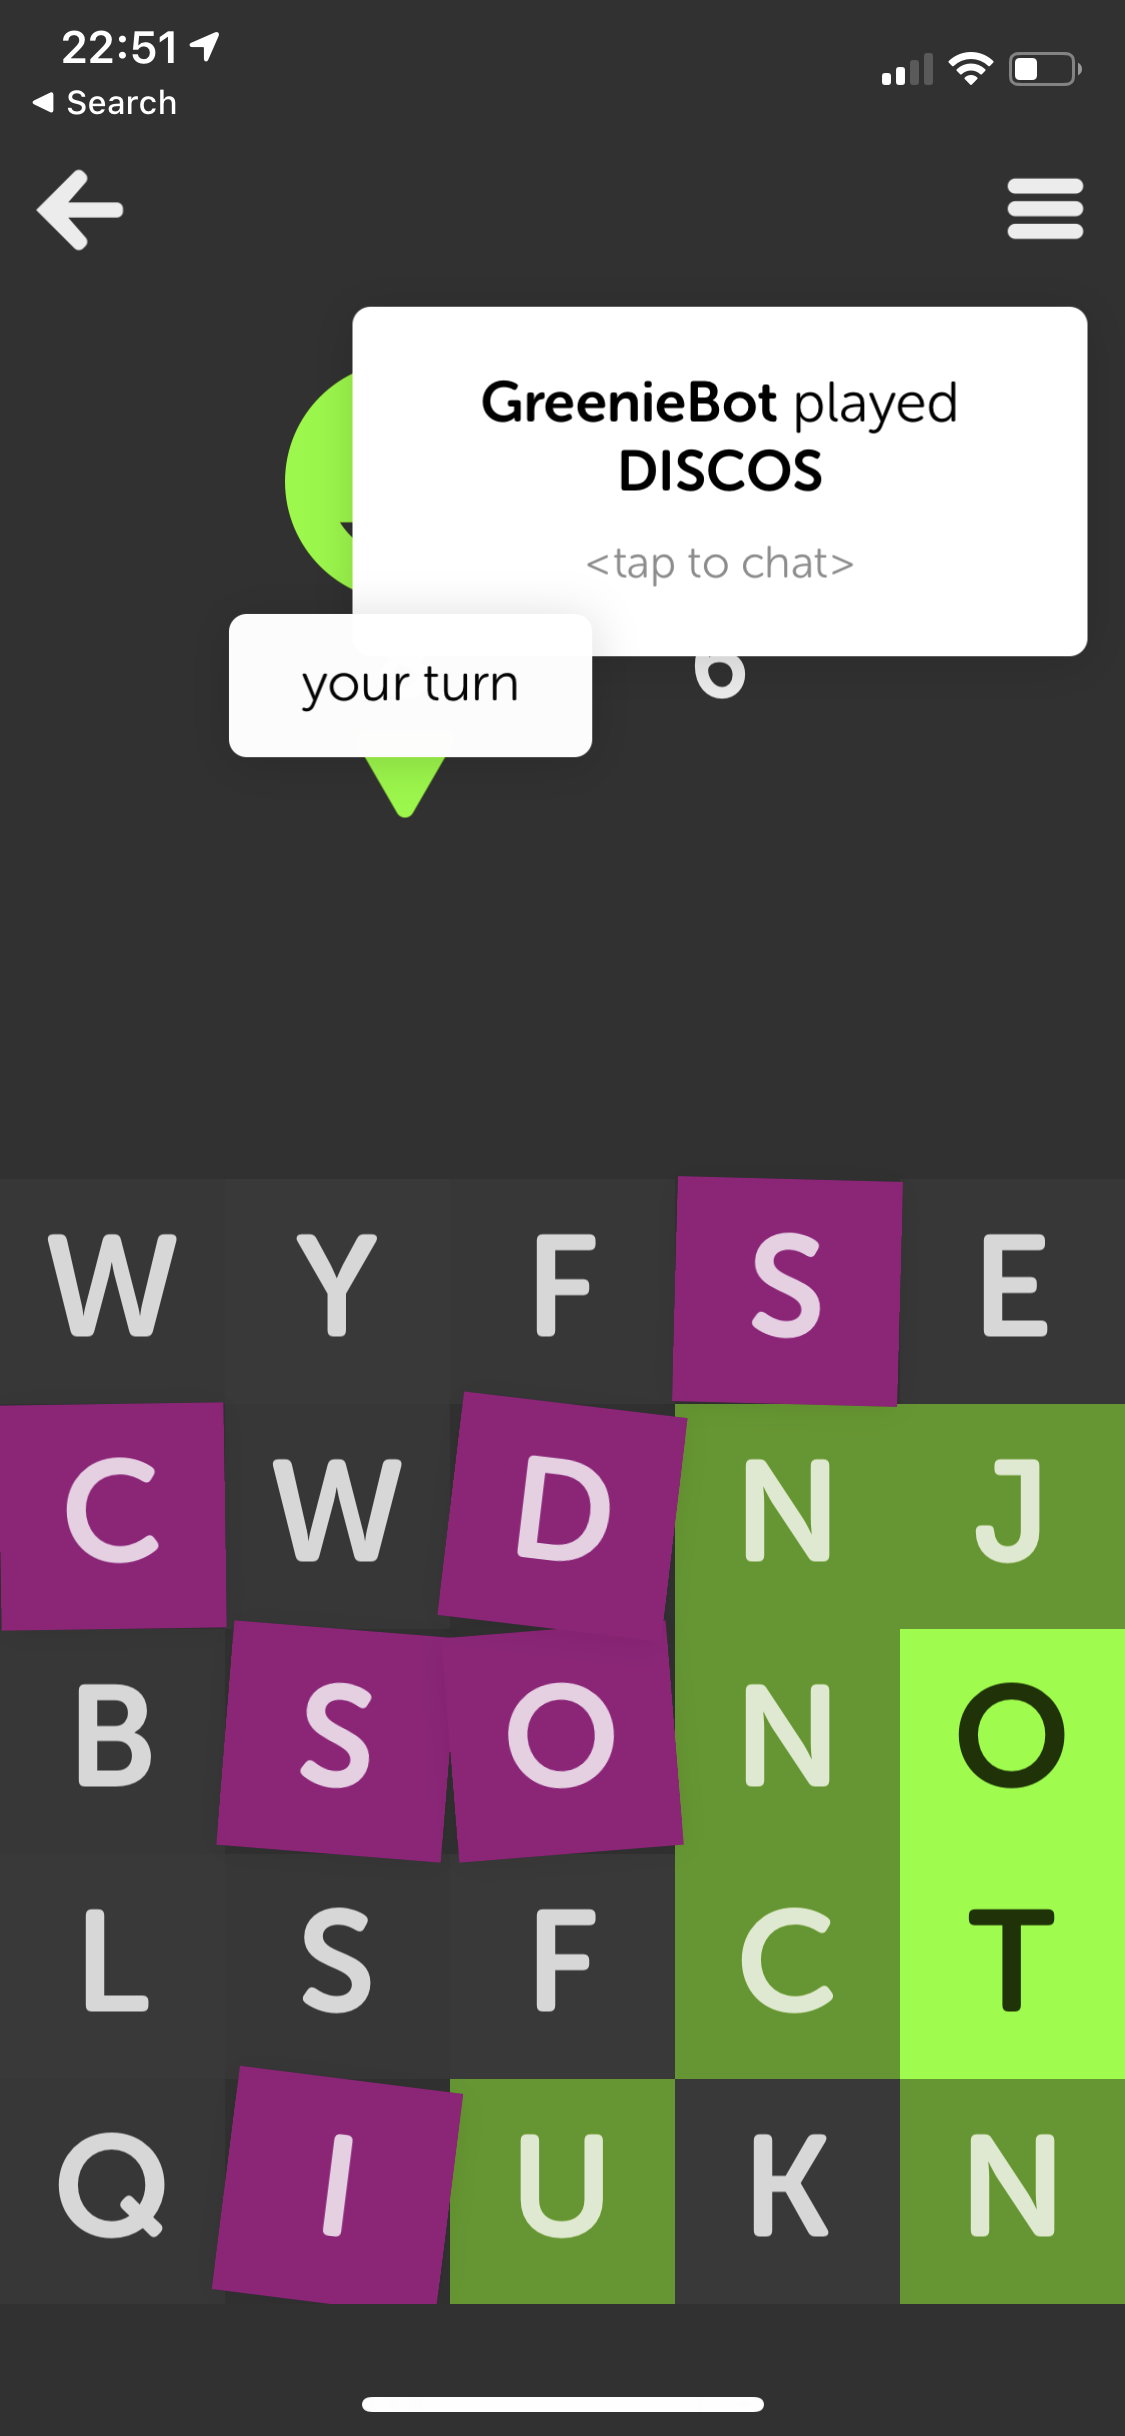 22:51
Search
GreenieBot played
DISCOS
<tap to chat>
your turn
6
W Y F S E
C W D N J
B S O N O
L S F C T
Q I U K N